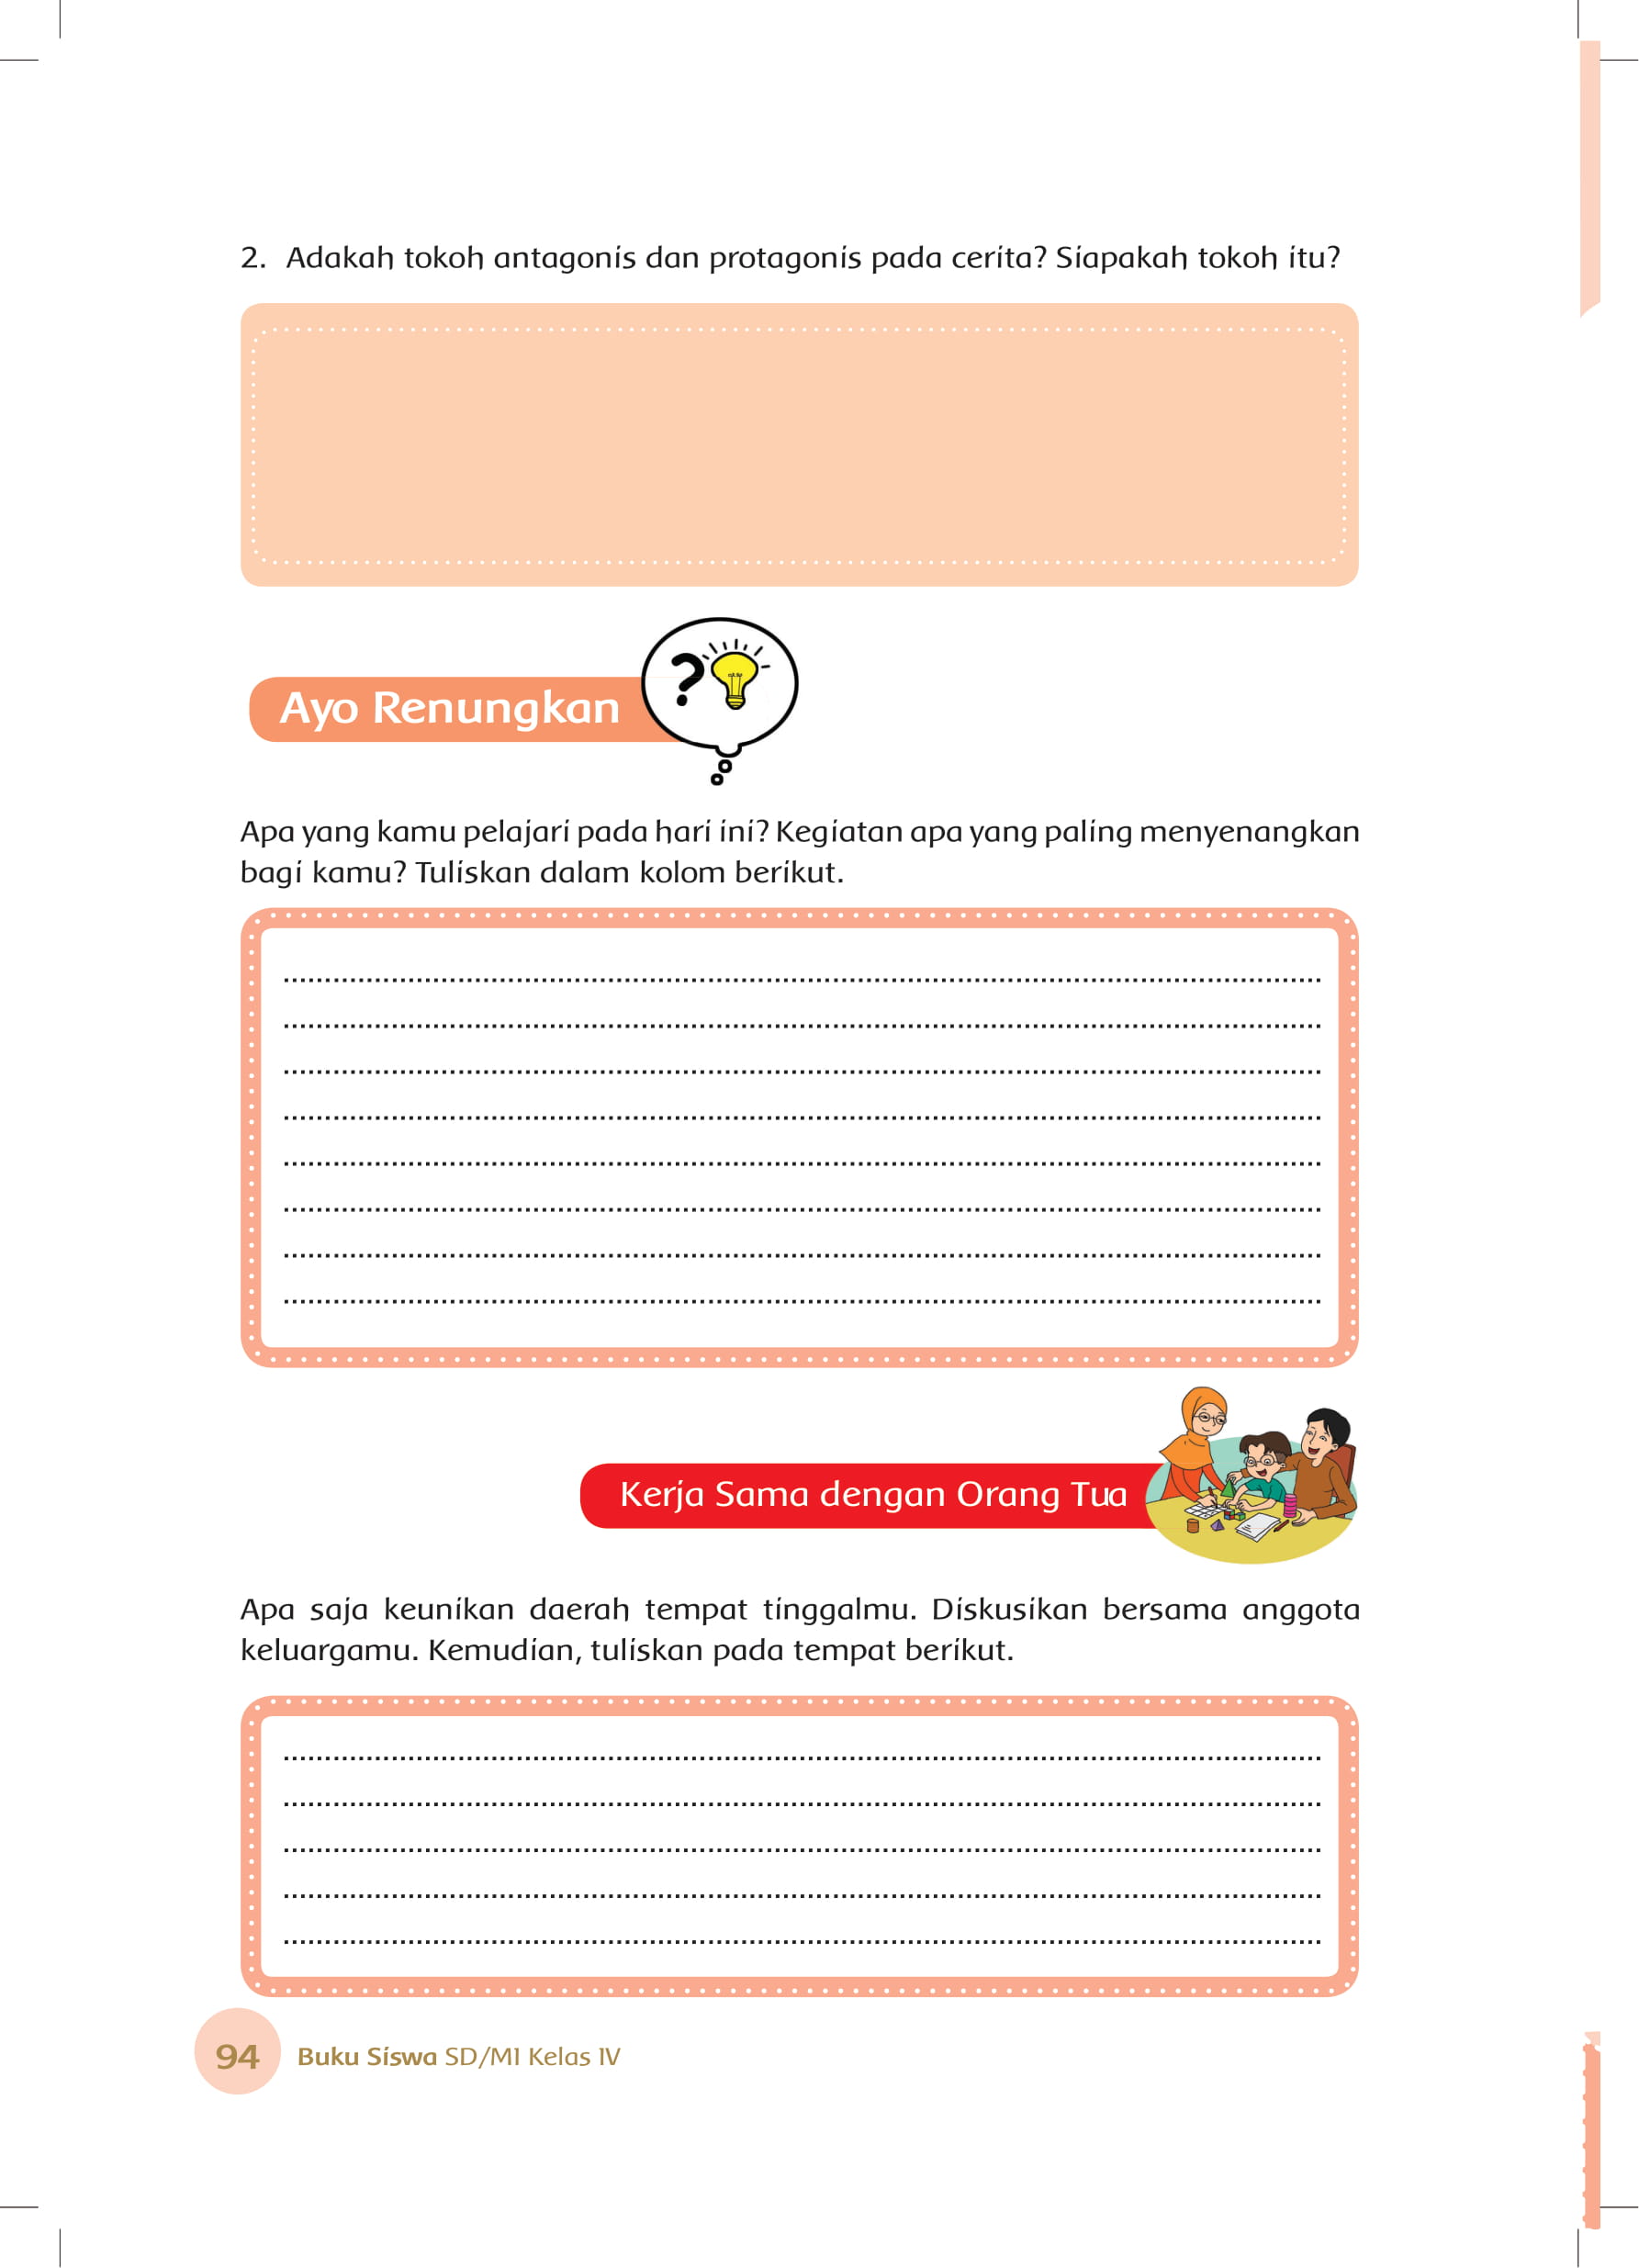 2. Adakah tokoh antagonis dan protagonis pada cerita? Siapakah tokoh itu?
Ayo Renungkan
Apa yang kamu pelajari pada hari ini? Kegiatan apa yang paling menyenangkan
bagi kamu? Tuliskan dalam kolom berikut.
Kerja Sama dengan Orang Tua
Apa saja keunikan daerah tempat tinggalmu. Diskusikan bersama anggota
keluargamu. Kemudian, tuliskan pada tempat berikut.
94 Buku Siswa SD/MI Kelas IV